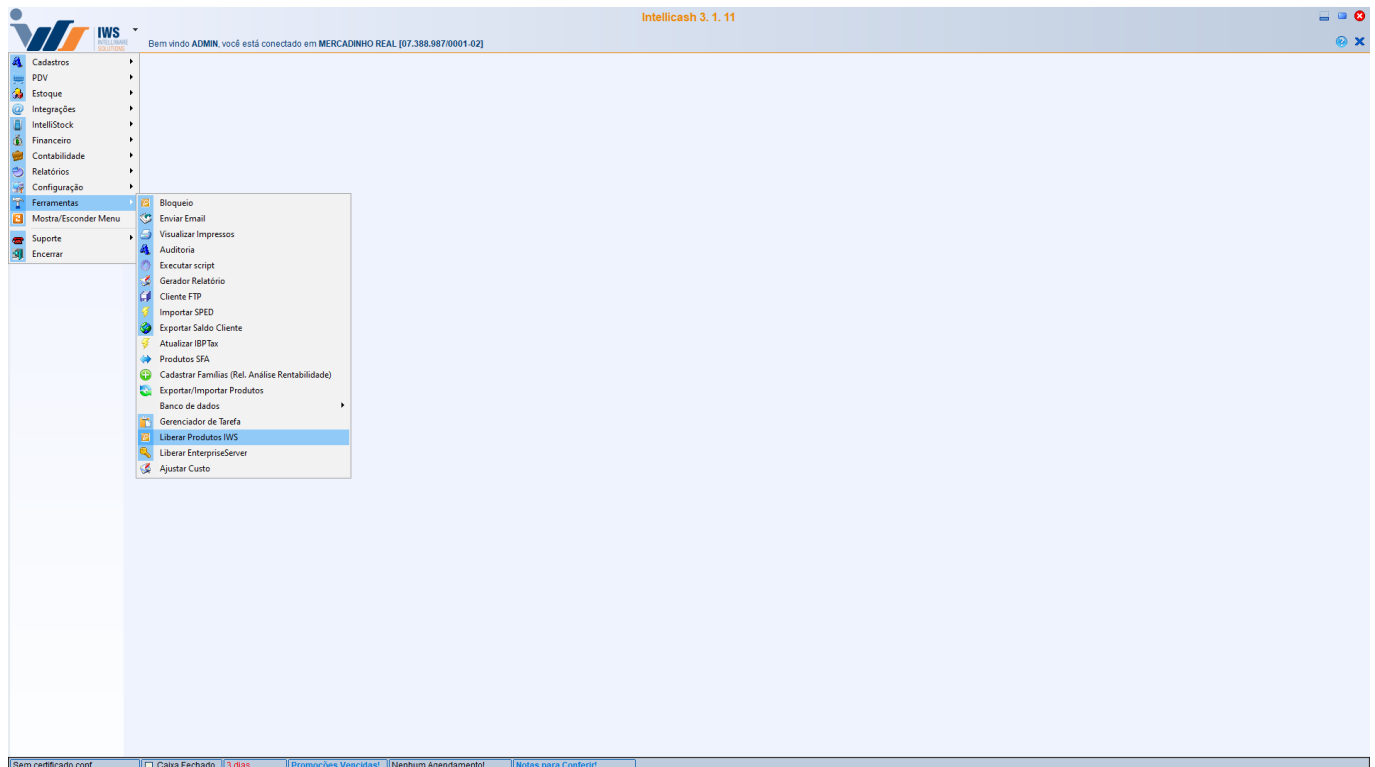 Intellicash 3. 1. 11
IWS
INTELLIWARE
SOLUTIONS
Bem vindo ADMIN, você está conectado em MERCADINHO REAL [07.388.987/0001-02]
Cadastros
PDV
Estoque
Integrações
IntelliStock
Financeiro
Contabilidade
Relatórios
Configuração
Ferramentas
Mostra/Esconder Menu
Suporte
Encerrar
Bloqueio
Enviar Email
Visualizar Impressos
Auditoria
Executar script
Gerador Relatório
Cliente FTP
Importar SPED
Exportar Saldo Cliente
Atualizar IBPTax
Produtos SFA
Cadastrar Famílias (Rel. Análise Rentabilidade)
Exportar/Importar Produtos
Banco de dados
Gerenciador de Tarefa
Liberar Produtos IWS
Liberar EnterpriseServer
Ajustar Custo
Sem certificado conf. Caixa Fechado 3 dias Promoções Vencidas! Nenhum Agendamento! Notas para Conferir!